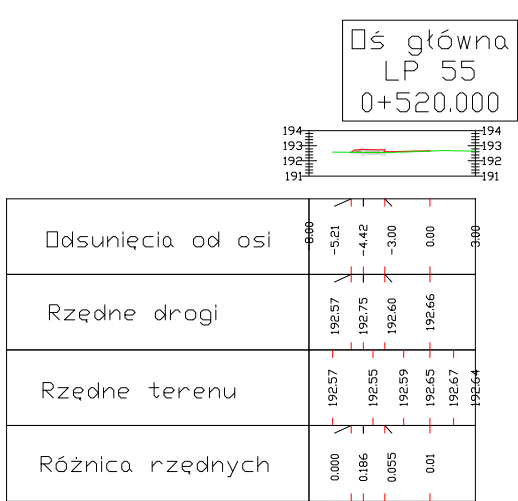 Oś główna
LP 55
0+520.000
194 194
193 193
192 192
191 191
Odsunięcia od osi -8.00 -5.21 -4.42 -3.00 0.00 3.00
Rzędne drogi 192.57 192.75 192.60 192.66
Rzędne terenu 192.57 192.55 192.59 192.65 192.67 192.64
Różnica rzędnych 0.000 0.186 0.055 0.01